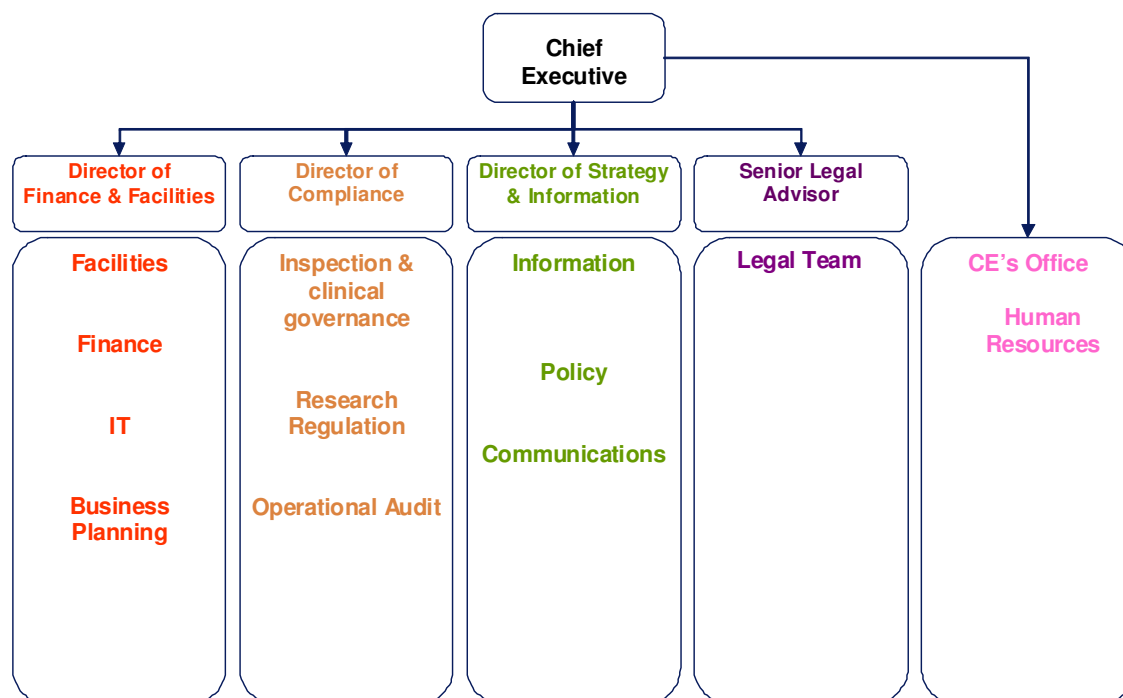 Chief
Executive
Director of
Finance & Facilities
Director of
Compliance
Director of Strategy
& Information
Senior Legal
Advisor
Facilities
Finance
IT
Business
Planning
Inspection &
clinical
governance
Research
Regulation
Operational Audit
Information
Policy
Communications
Legal Team
CE’s Office
Human
Resources